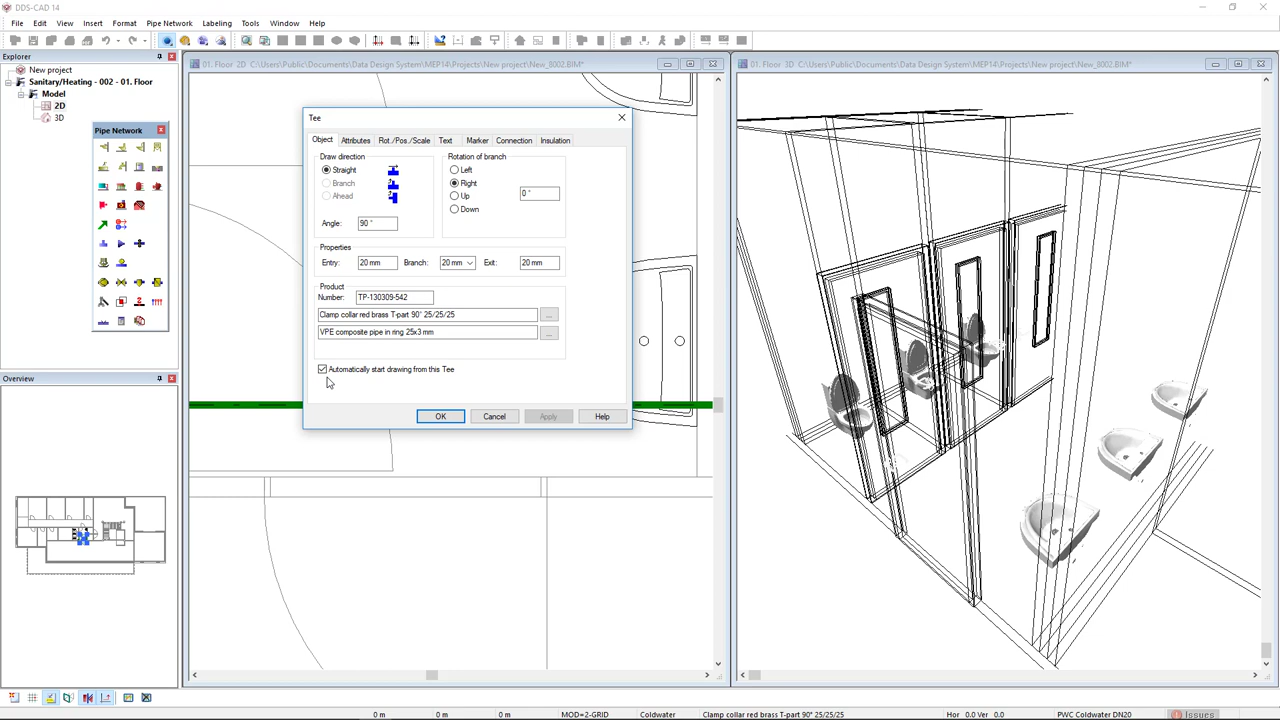 DDS-CAD 14
File Edit View Insert Format Pipe Network Labeling Tools Window Help
Explorer
New project
Sanitary/Heating - 002 - 01. Floor
Model
2D
3D
Pipe Network
Overview
01. Floor 2D C:\Users\Public\Documents\Data Design System\MEP14\Projects\New project\New_8002.BIM*
01. Floor 3D C:\Users\Public\Documents\Data Design System\MEP14\Projects\New project\New_8002.BIM*
Tee
Object Attributes Rot./Pos./Scale Text Marker Connection Insulation
Draw direction
Straight
Branch
Ahead
Angle: 90 °
Rotation of branch
Left
Right
Up
Down
0 °
Properties
Entry: 20 mm Branch: 20 mm Exit: 20 mm
Product
Number: TP-130309-542
Clamp collar red brass T-part 90° 25/25/25
...
VPE composite pipe in ring 25x3 mm
...
Automatically start drawing from this Tee
OK Cancel Apply Help
0 m 0 m 0 m MOD=2-GRID Coldwater Clamp collar red brass T-part 90° 25/25/25 Hor 0.0 Ver 0.0 PWC Coldwater DN20 Issues